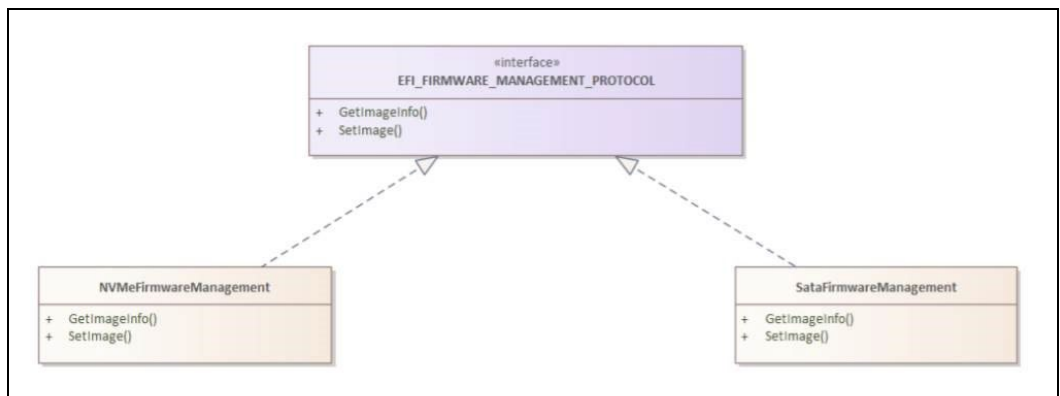 «interface»
EFI_FIRMWARE_MANAGEMENT_PROTOCOL
+ GetImageInfo()
+ SetImage()
NVMeFirmwareManagement
+ GetImageInfo()
+ SetImage()
SataFirmwareManagement
+ GetImageInfo()
+ SetImage()